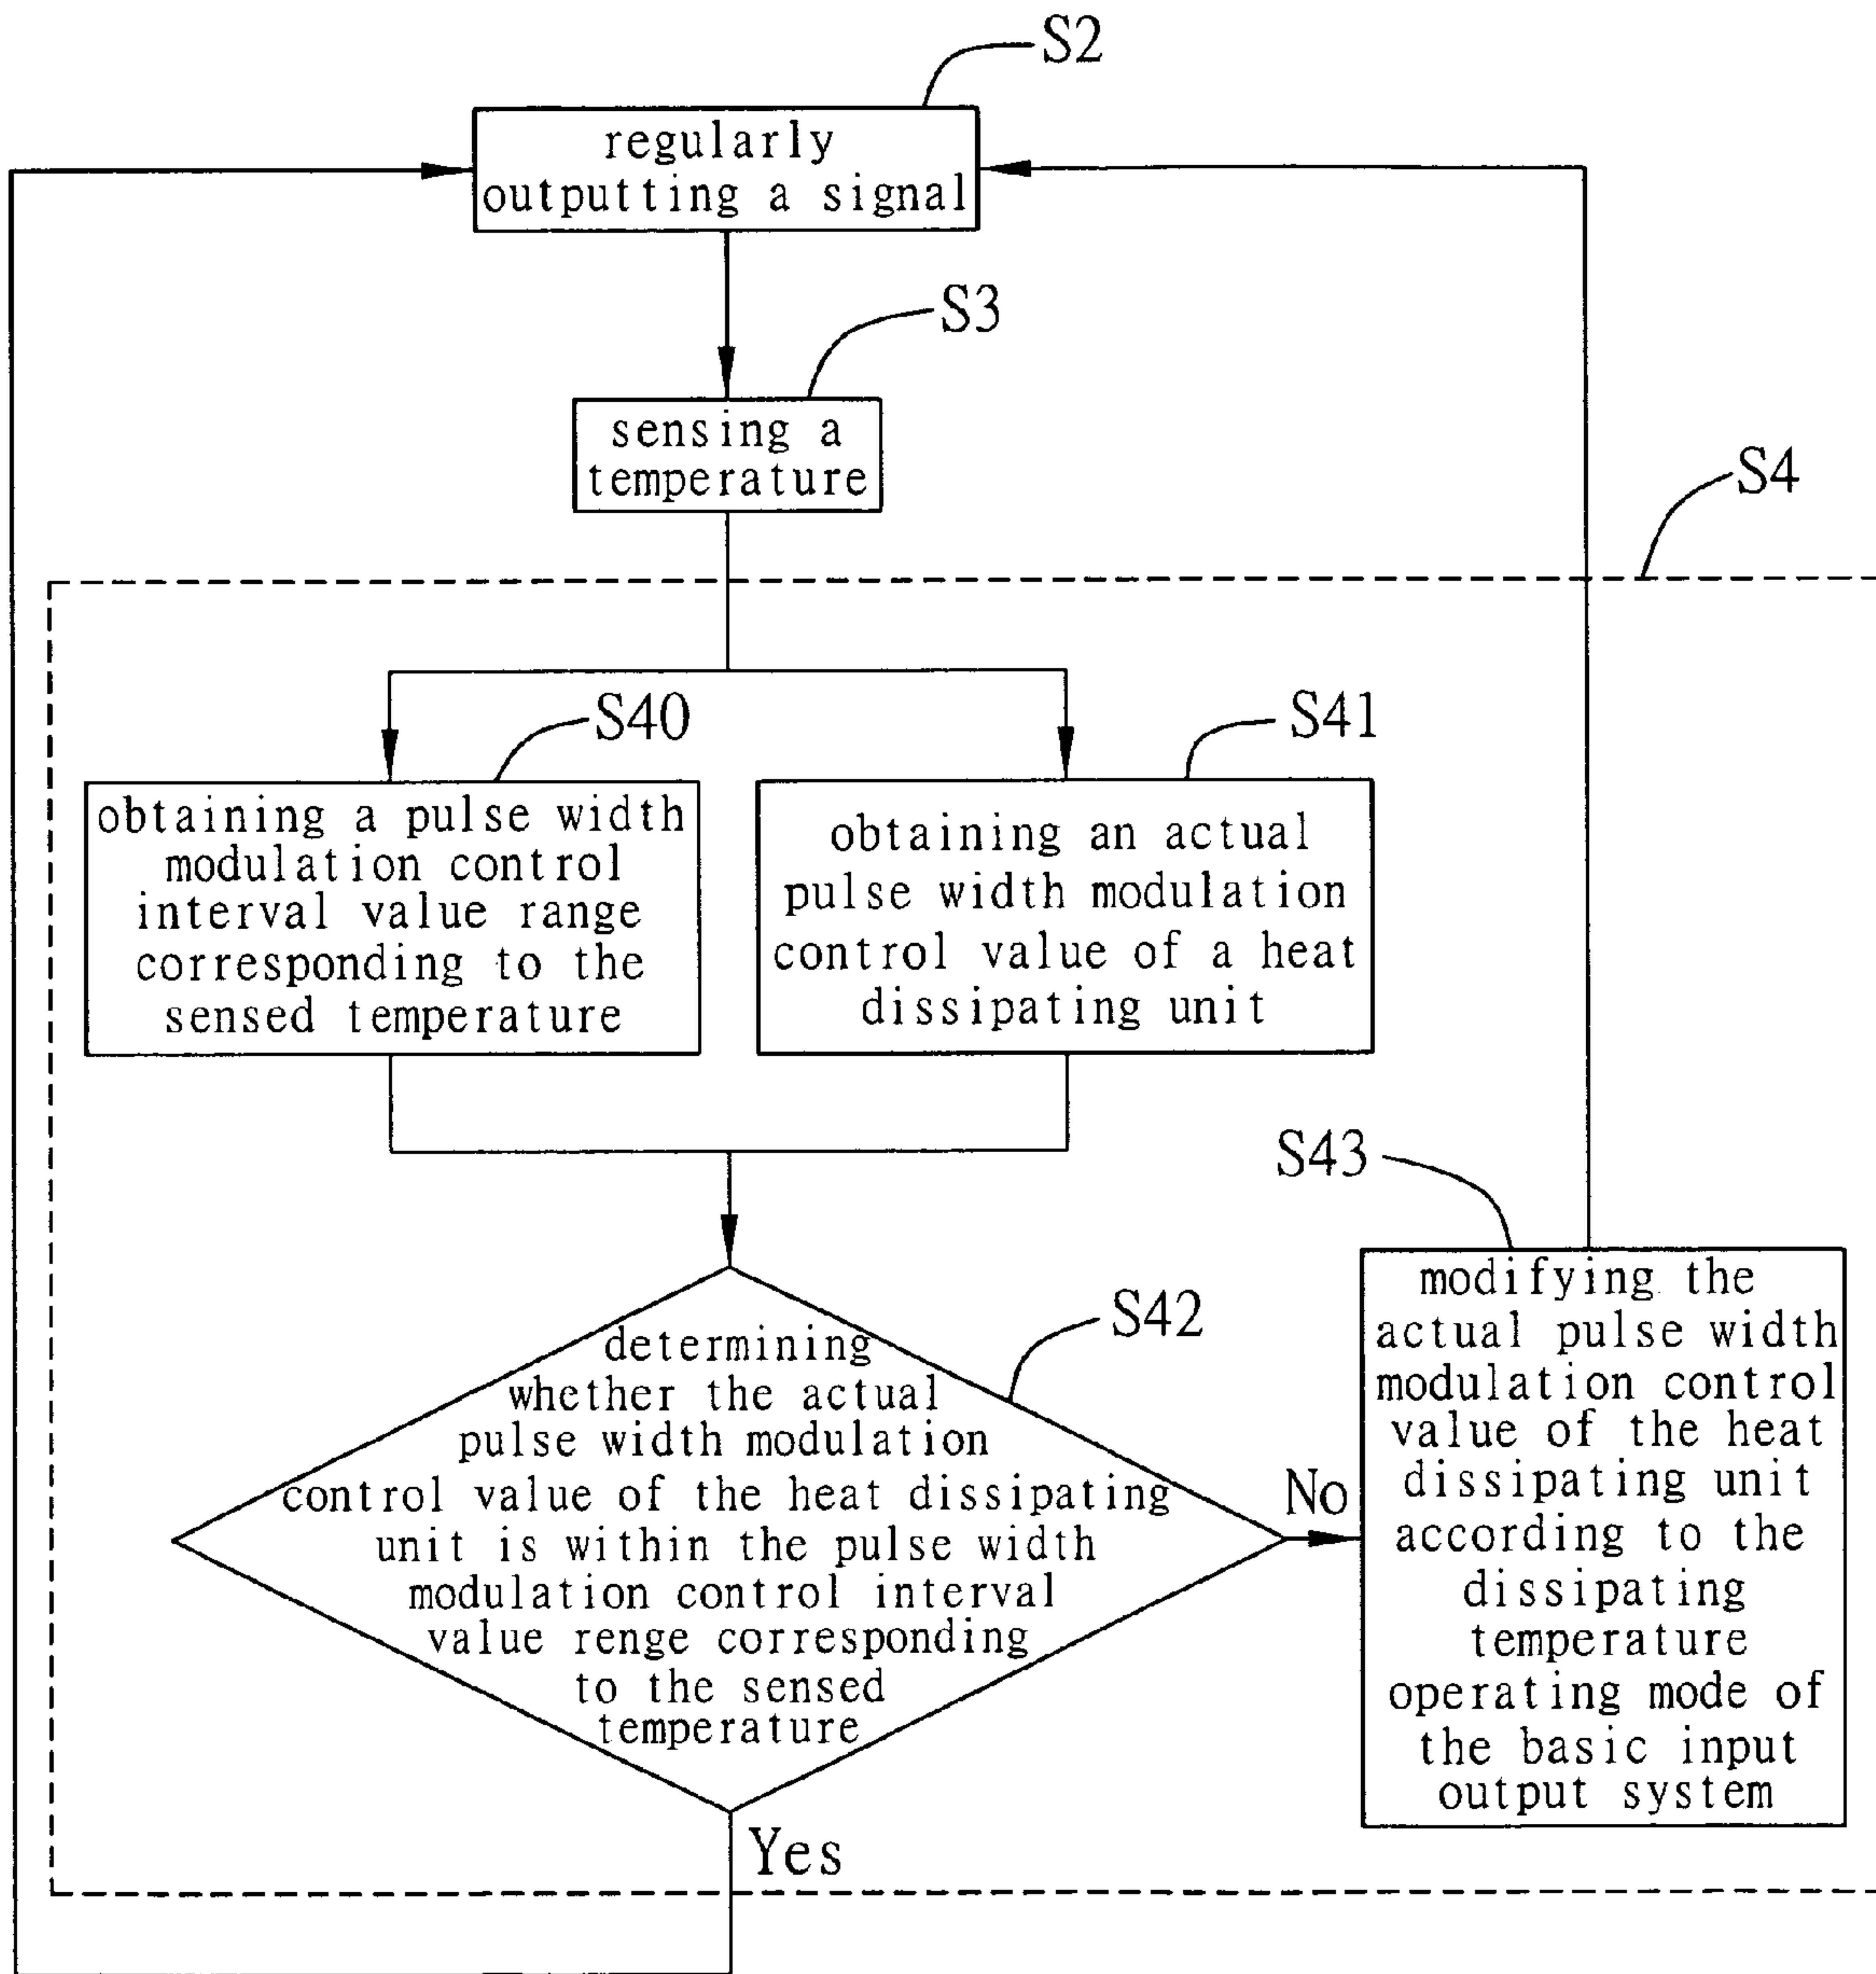 S2
regularly
outputting a signal
S3
sensing a
temperature
S4
S40
obtaining a pulse width
modulation control
interval value range
corresponding to the
sensed temperature
S41
obtaining an actual
pulse width modulation
control value of a heat
dissipating unit
S42
determining
whether the actual
pulse width modulation
control value of the heat dissipating
unit is within the pulse width
modulation control interval
value renge corresponding
to the sensed
temperature
No
Yes
S43
modifying the
actual pulse width
modulation control
value of the heat
dissipating unit
according to the
dissipating
temperature
operating mode of
the basic input
output system